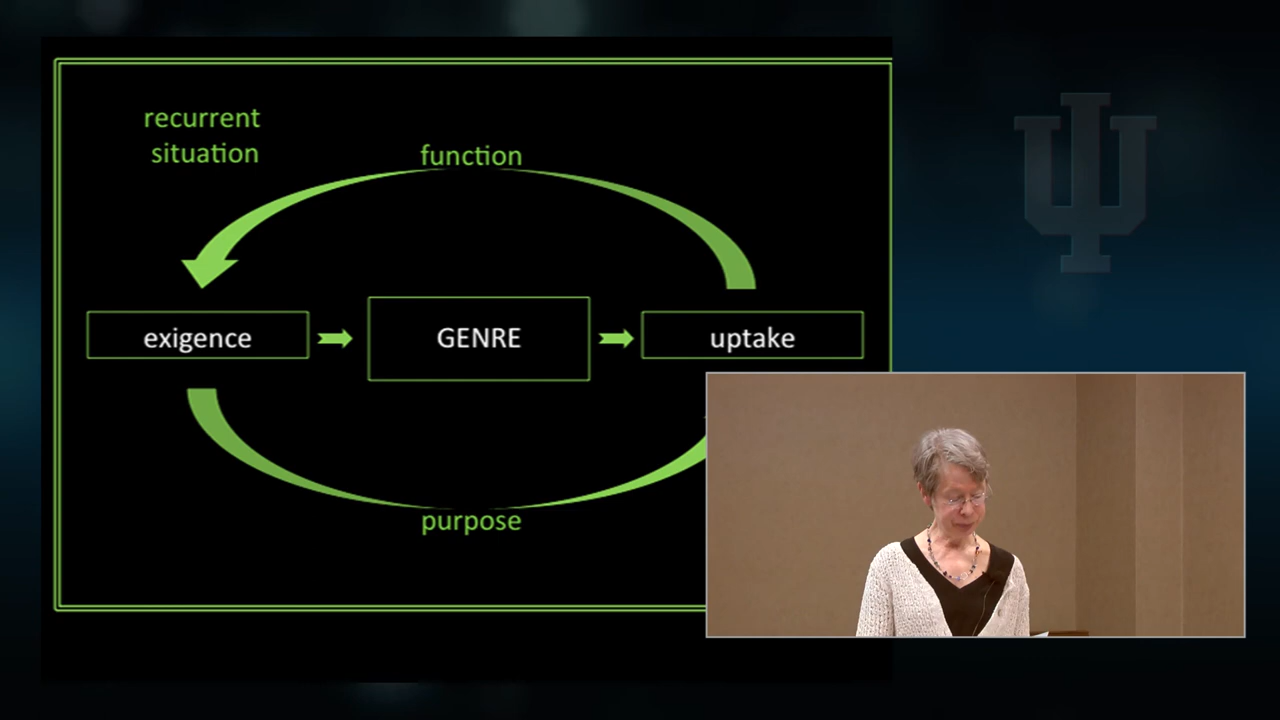 recurrent
situation
function
exigence
GENRE
uptake
purpose